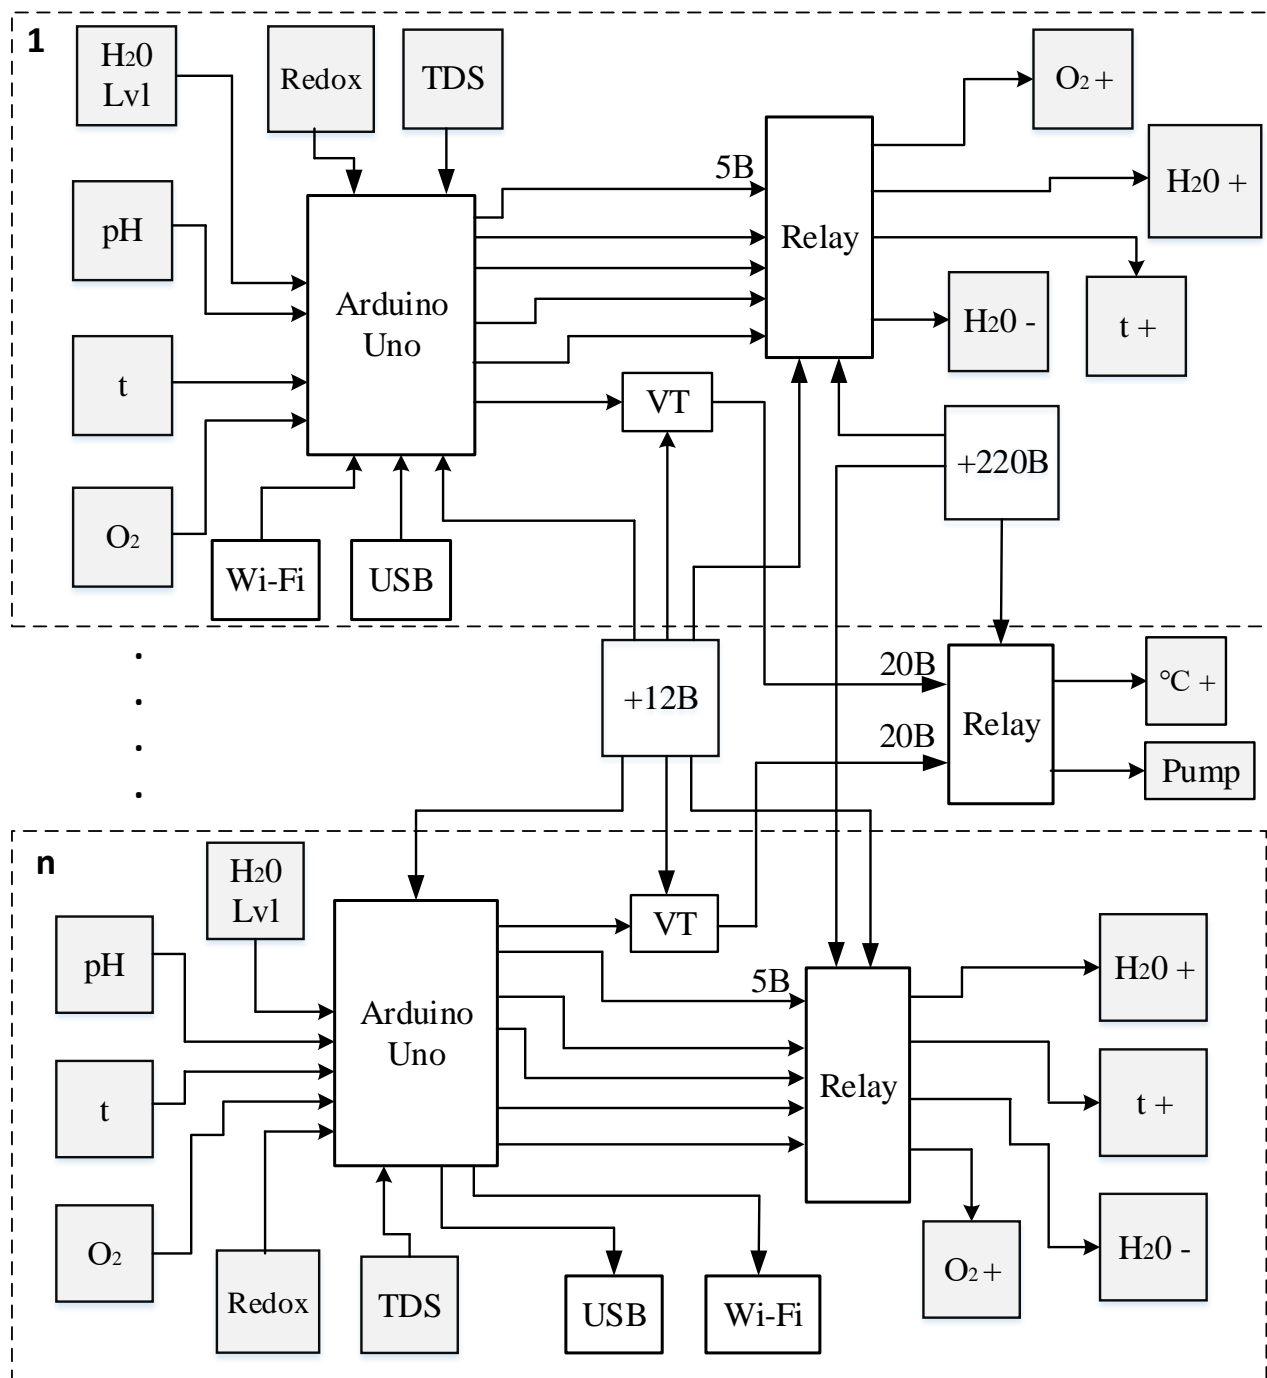 1
H20
Lvl
Redox
TDS
O2 +
pH
5B
Relay
H20 +
Arduino
Uno
H20 -
t +
t
VT
+220B
O2
Wi-Fi
USB
+12B
20B
°C +
Relay
20B
Pump
n
H20
Lvl
VT
pH
H20 +
5B
Arduino
Uno
Relay
t
t +
O2
H20 -
O2 +
Redox
TDS
USB
Wi-Fi